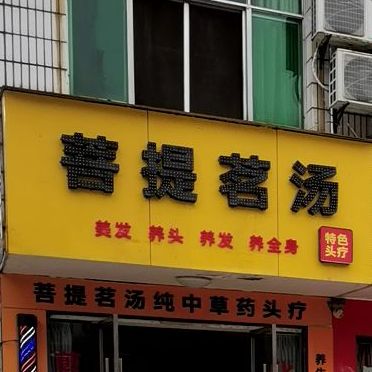 菩提茗汤
美发 养头 养发 养全身
特色
头疗
菩提茗汤纯中草药头疗